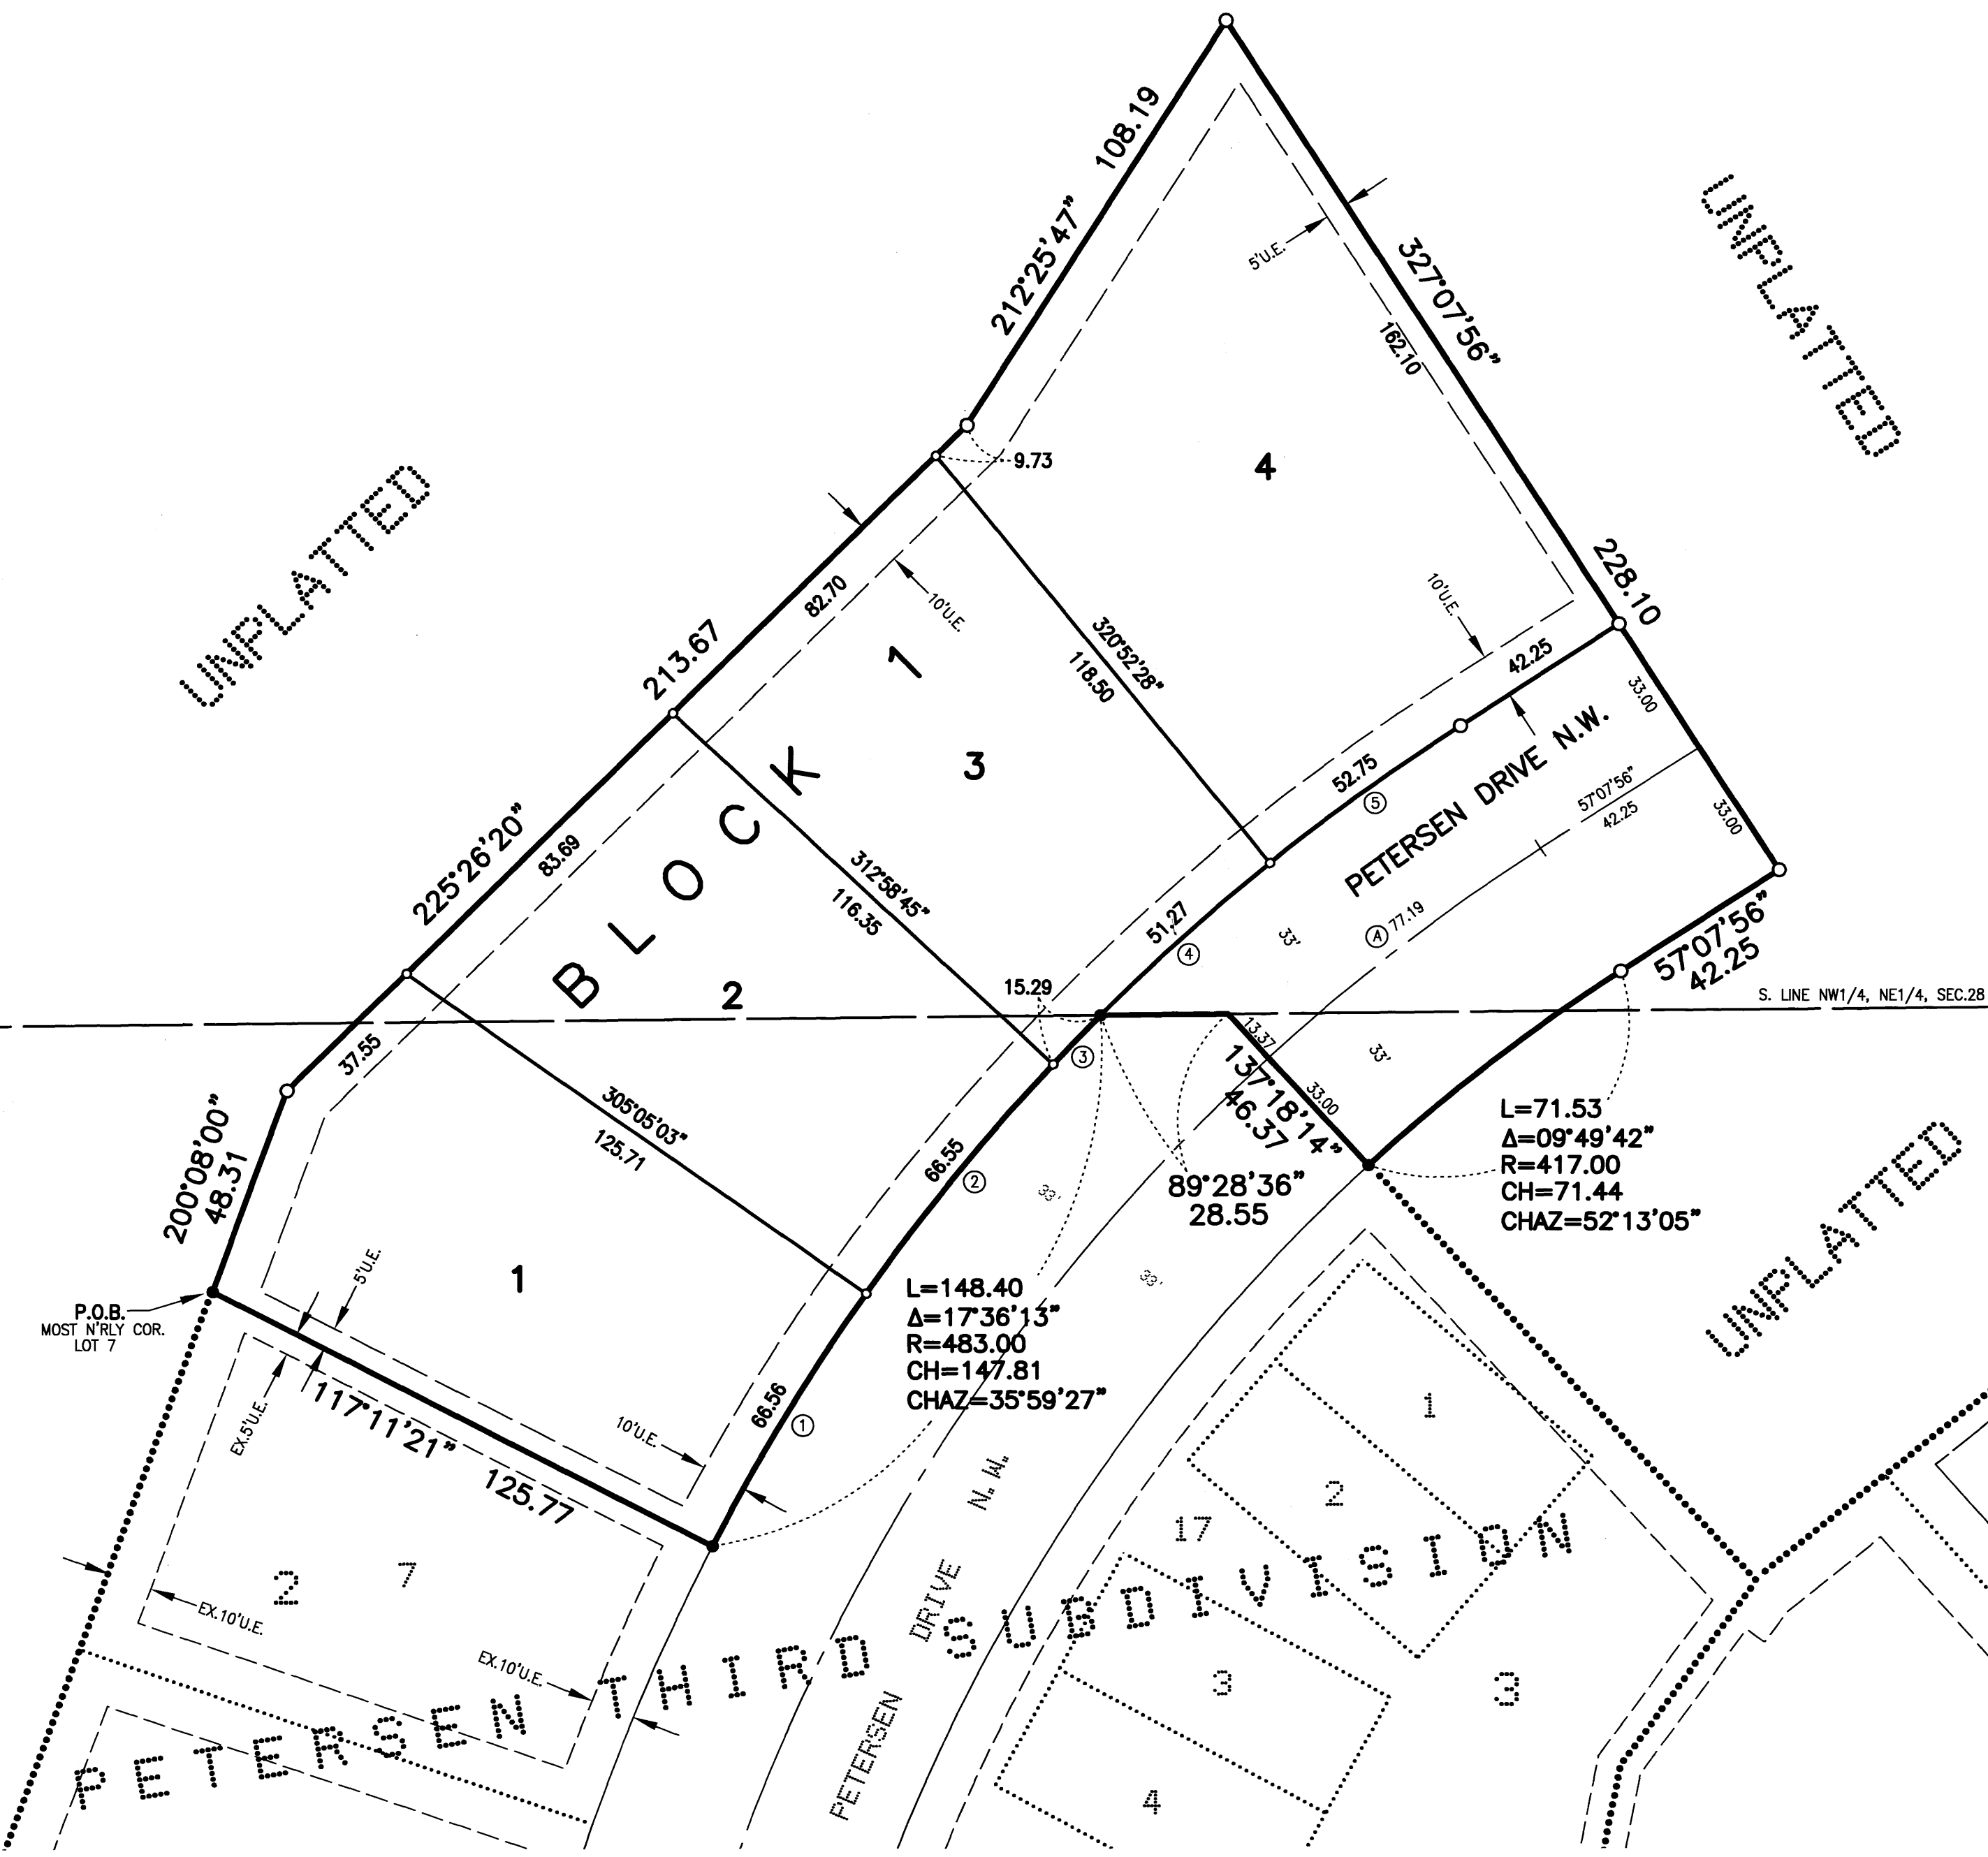 108.19
212°25'47"
UNPLATTED
5'U.E.
327°07'56"
162.10
9.73
4
UNPLATTED
228.10
10'U.E.
42.25
82.70
10'U.E.
1
213.67
320°52'28"
118.50
33.00
PETERSEN DRIVE N.W.
57°07'56"
42.25
33.00
52.75
5
3
BLOCK
225°26'20"
83.69
312°58'45"
116.35
51.27
4
A 77.19
33'
57°07'56"
42.25
S. LINE NW1/4, NE1/4, SEC.28
15.29
2
3
13.37
137°18'14"
46.37
33.00
33'
37.55
305°05'03"
125.71
66.55
2
33'
89°28'36"
28.55
L=71.53
Δ=09°49'42"
R=417.00
CH=71.44
CHAZ=52°13'05"
UNPLATTED
200°08'00"
48.31
1
5'U.E.
33'
L=148.40
Δ=17°36'13"
R=483.00
CH=147.81
CHAZ=35°59'27"
P.O.B.
MOST N'RLY COR.
LOT 7
117°11'21" 125.77
EX.5'U.E.
10'U.E.
66.56
1
1
2
17
3
4
3
PETERSEN DRIVE N.W.
2
7
EX.10'U.E.
EX.10'U.E.
PETERSEN THIRD SUBDIVISION